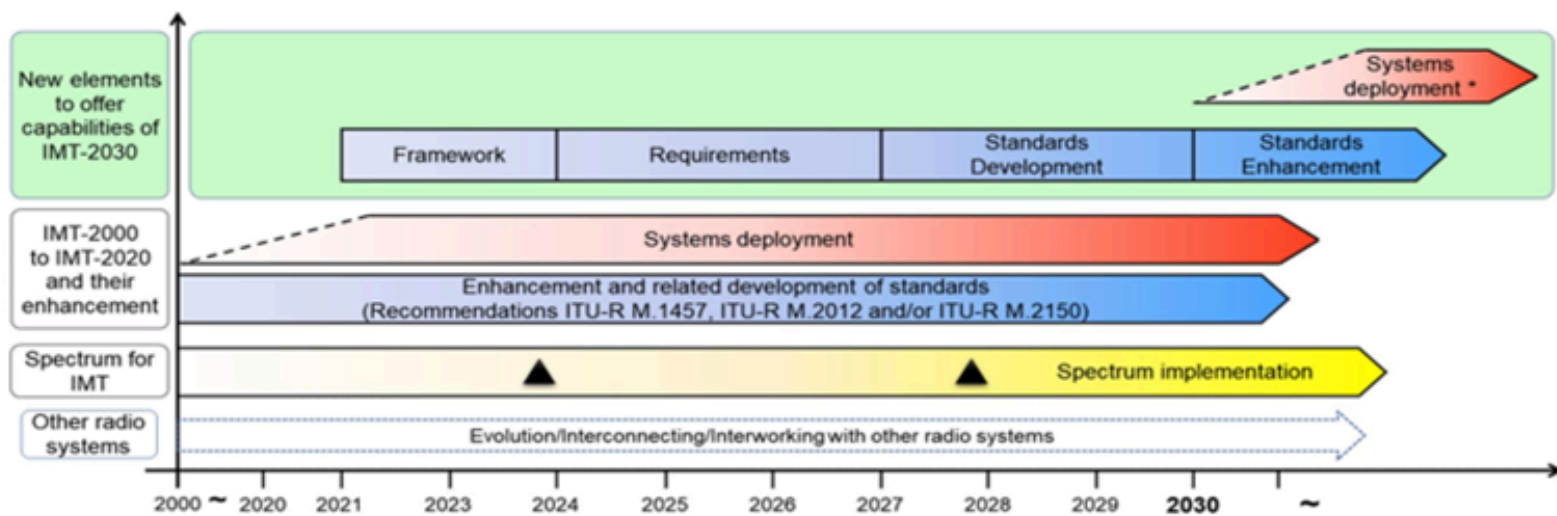 New elements
to offer
capabilities of
IMT-2030
Systems
deployment *
Framework
Requirements
Standards
Development
Standards
Enhancement
IMT-2000
to IMT-2020
and their
enhancement
Systems deployment
Enhancement and related development of standards
(Recommendations ITU-R M.1457, ITU-R M.2012 and/or ITU-R M.2150)
Spectrum for
IMT
Spectrum implementation
Other radio
systems
Evolution/Interconnecting/Interworking with other radio systems
2000 ~ 2020 2021 2023 2024 2025 2026 2027 2028 2029 2030 ~